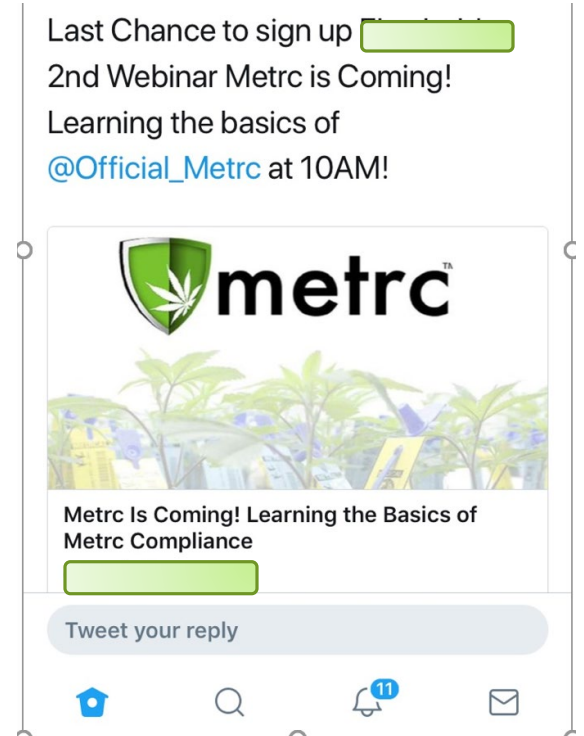 Last Chance to sign up
2nd Webinar Metrc is Coming!
Learning the basics of
@Official_Metrc at 10AM!
metrc™
Metrc Is Coming! Learning the Basics of
Metrc Compliance
Tweet your reply
11